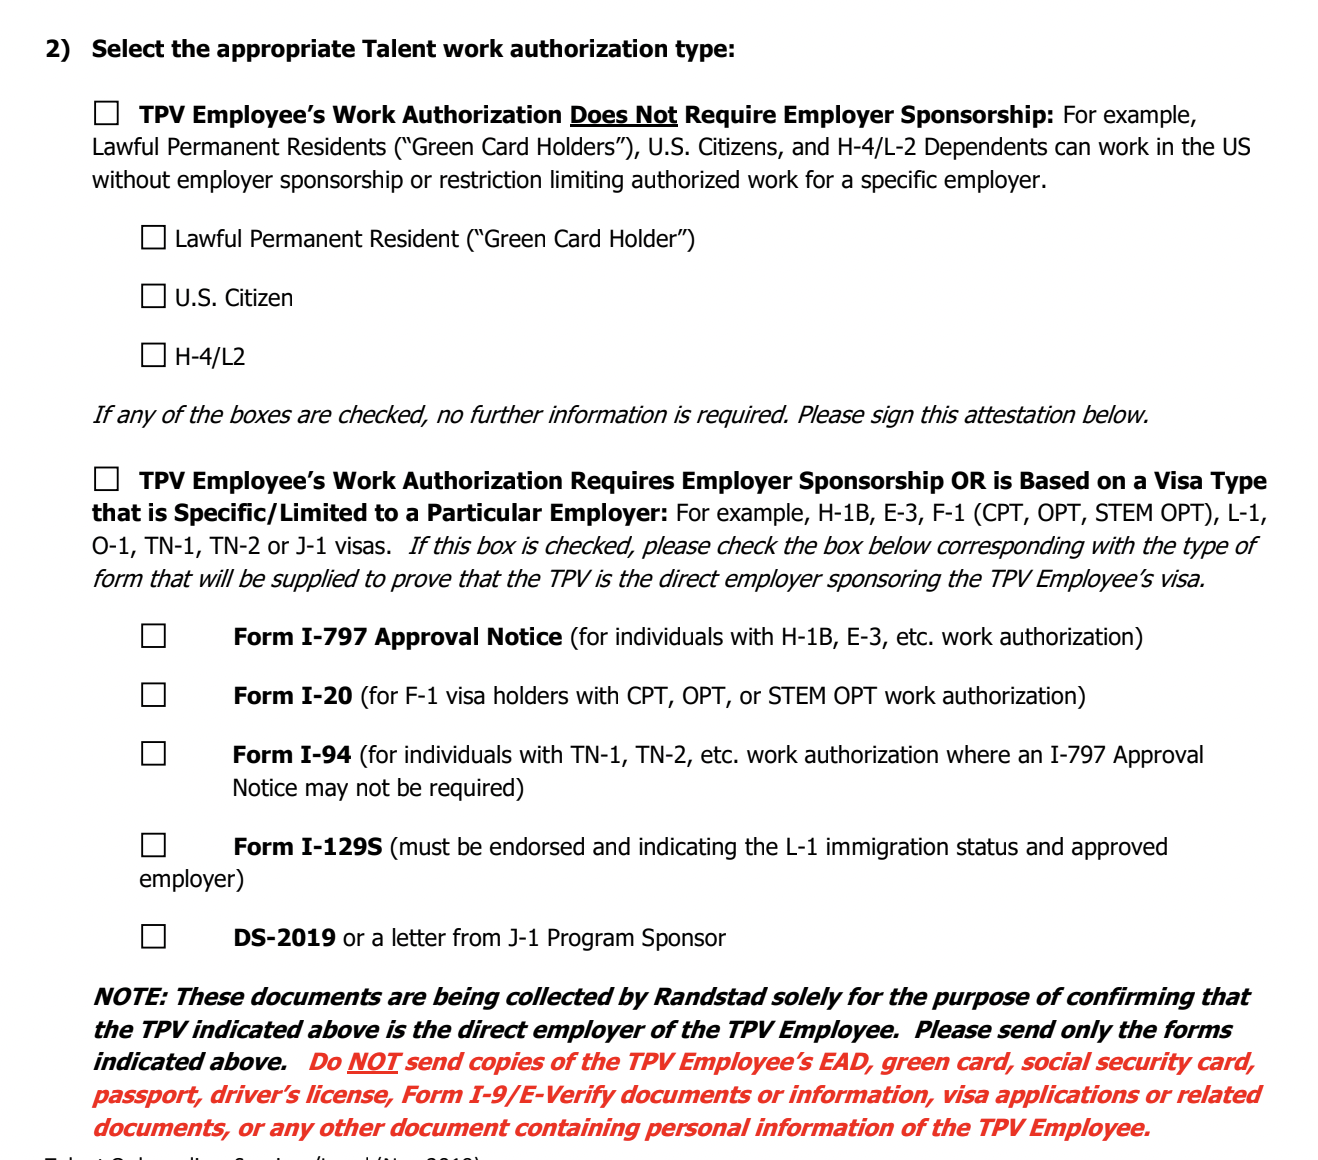 2) Select the appropriate Talent work authorization type:
TPV Employee’s Work Authorization Does Not Require Employer Sponsorship: For example,
Lawful Permanent Residents (“Green Card Holders”), U.S. Citizens, and H-4/L-2 Dependents can work in the US
without employer sponsorship or restriction limiting authorized work for a specific employer.
Lawful Permanent Resident (“Green Card Holder”)
U.S. Citizen
H-4/L2
If any of the boxes are checked, no further information is required. Please sign this attestation below.
TPV Employee’s Work Authorization Requires Employer Sponsorship OR is Based on a Visa Type
that is Specific/Limited to a Particular Employer: For example, H-1B, E-3, F-1 (CPT, OPT, STEM OPT), L-1,
O-1, TN-1, TN-2 or J-1 visas. If this box is checked, please check the box below corresponding with the type of
form that will be supplied to prove that the TPV is the direct employer sponsoring the TPV Employee’s visa.
Form I-797 Approval Notice (for individuals with H-1B, E-3, etc. work authorization)
Form I-20 (for F-1 visa holders with CPT, OPT, or STEM OPT work authorization)
Form I-94 (for individuals with TN-1, TN-2, etc. work authorization where an I-797 Approval
Notice may not be required)
Form I-129S (must be endorsed and indicating the L-1 immigration status and approved
employer)
DS-2019 or a letter from J-1 Program Sponsor
NOTE: These documents are being collected by Randstad solely for the purpose of confirming that
the TPV indicated above is the direct employer of the TPV Employee. Please send only the forms
indicated above. Do NOT send copies of the TPV Employee’s EAD, green card, social security card,
passport, driver’s license, Form I-9/E-Verify documents or information, visa applications or related
documents, or any other document containing personal information of the TPV Employee.